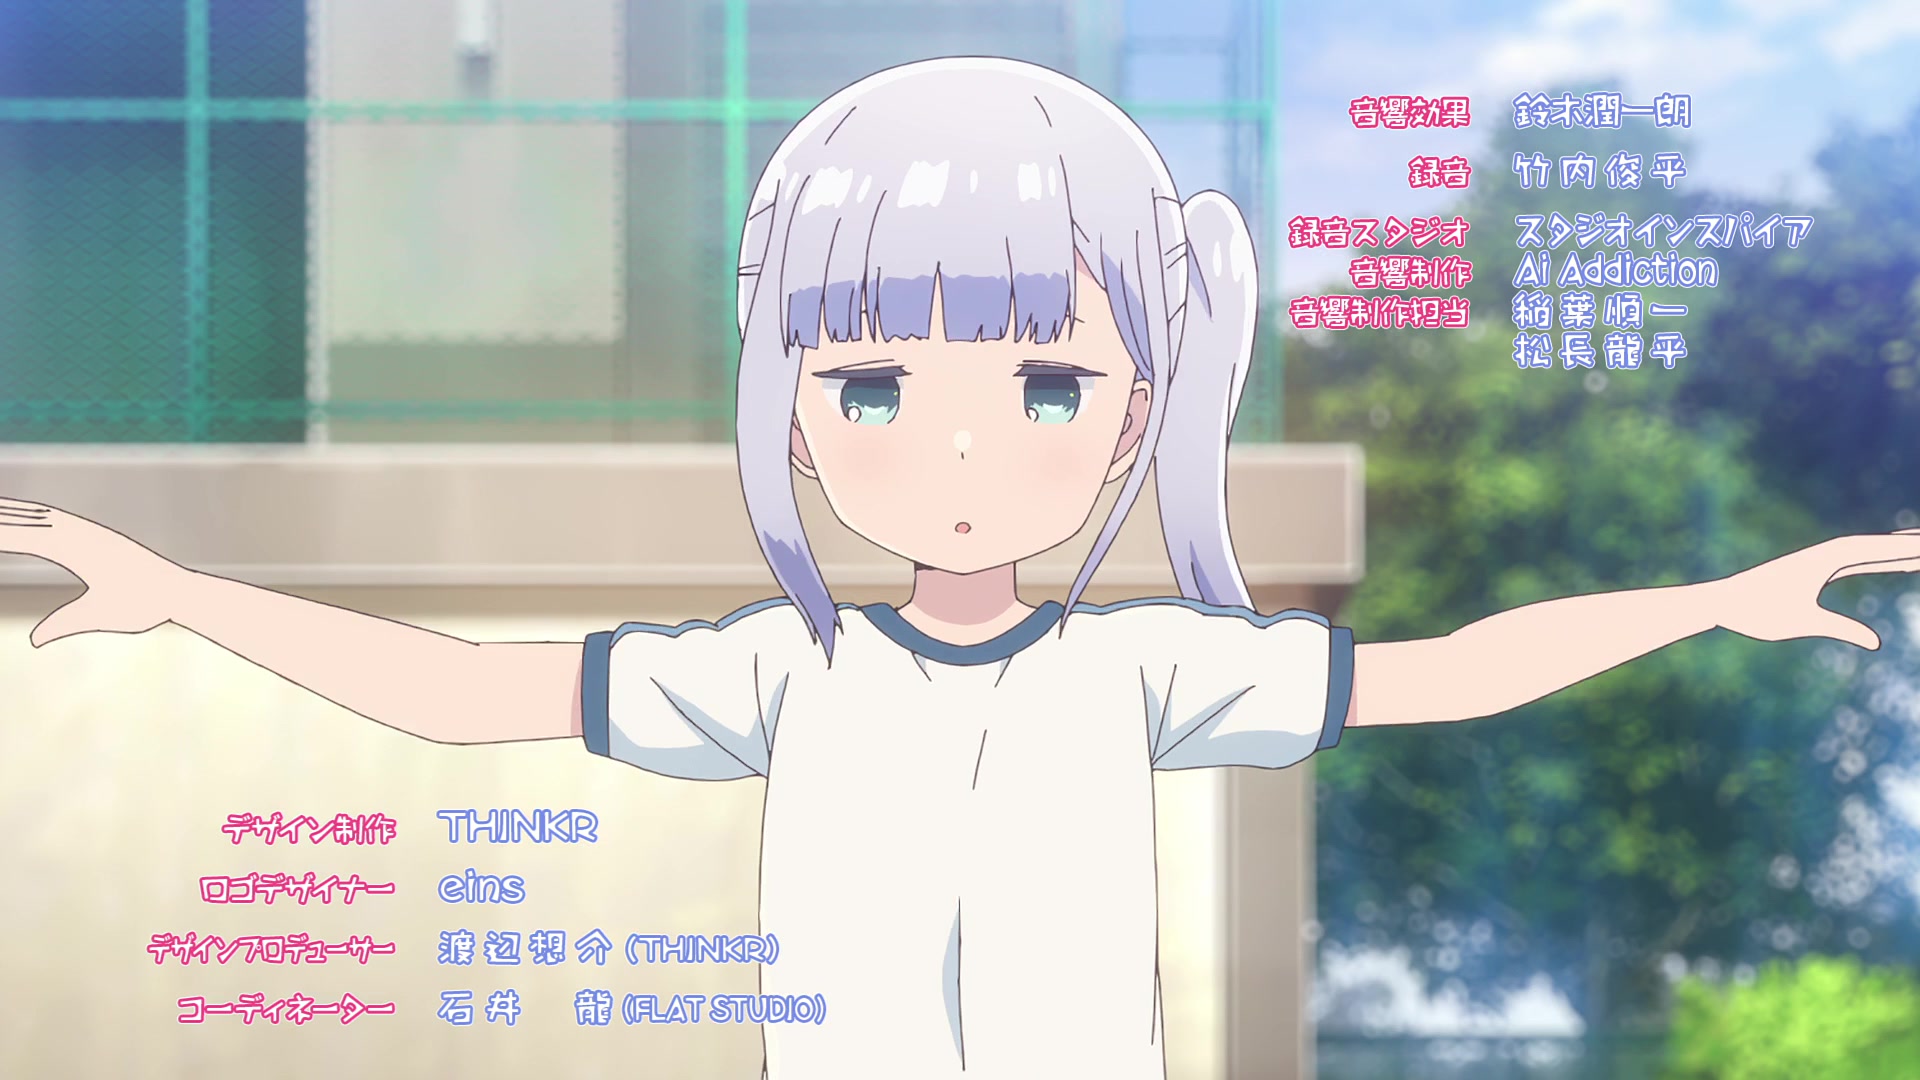 音響効果 鈴木潤一朗
録音 竹内俊平
録音スタジオ スタジオインスパイア
音響制作 Ai Addiction
音響制作担当 稲葉順一
松長龍平
デザイン制作 THINKR
ロゴデザイナー eins
デザインプロデューサー 渡辺想介(THINKR)
コーディネーター 石井 龍(FLAT STUDIO)